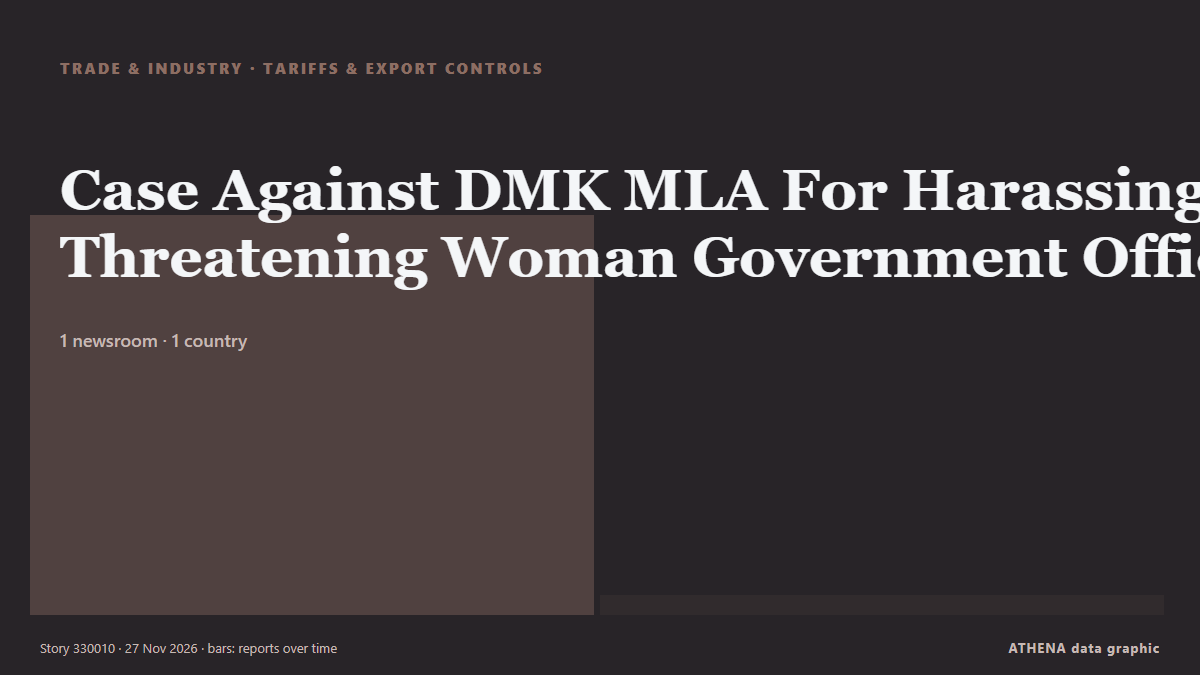 TRADE & INDUSTRY · TARIFFS & EXPORT CONTROLS
Case Against DMK MLA For Harassing
Threatening Woman Government
1 newsroom · 1 country
Story 330010 · 27 Nov 2026 · bars: reports over time
ATHENA data graphic